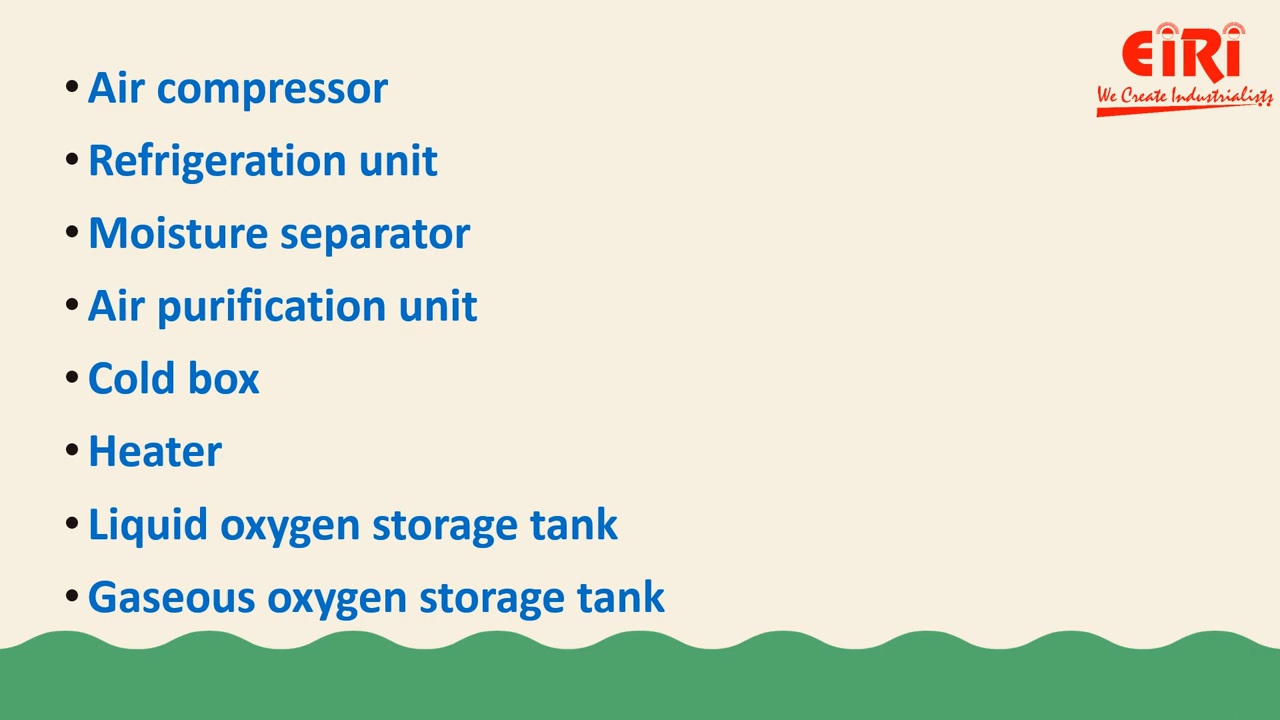 EiRi
We Create Industrialists
• Air compressor
• Refrigeration unit
• Moisture separator
• Air purification unit
• Cold box
• Heater
• Liquid oxygen storage tank
• Gaseous oxygen storage tank